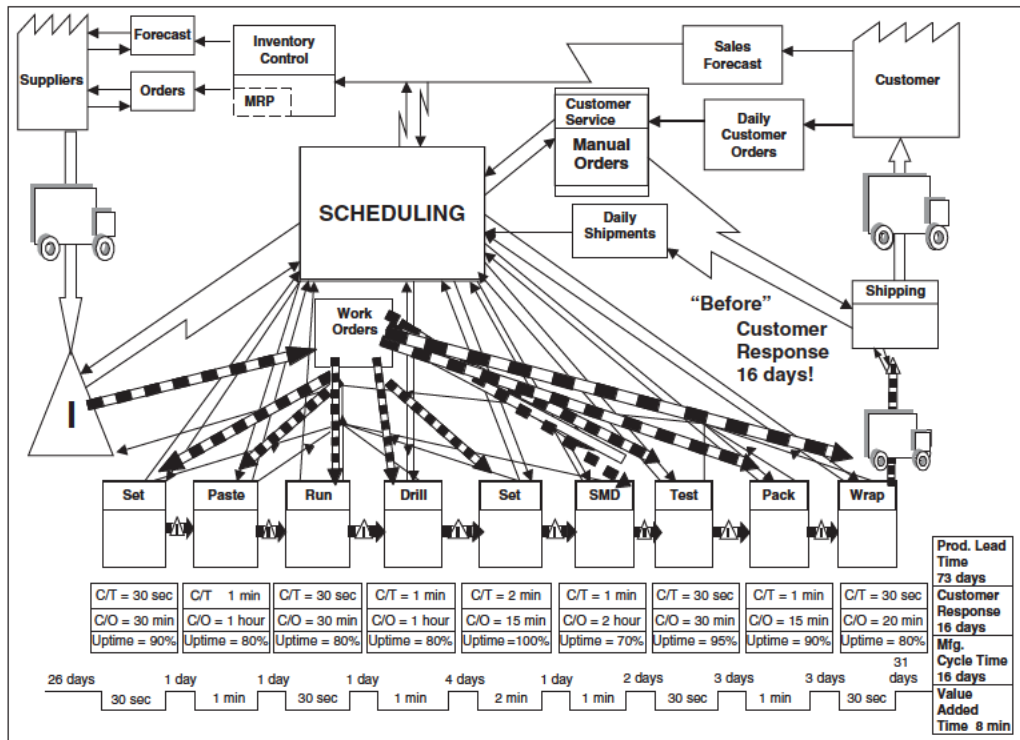 Suppliers
Forecast
Orders
Inventory
Control
MRP
Sales
Forecast
Customer
Customer
Service
Manual
Orders
Daily
Customer
Orders
SCHEDULING
Daily
Shipments
Shipping
Work
Orders
“Before”
Customer
Response
16 days!
I
Set
Paste
Run
Drill
Set
SMD
Test
Pack
Wrap
I
I
I
I
I
I
I
I
C/T = 30 sec
C/O = 30 min
Uptime = 90%
C/T 1 min
C/O = 1 hour
Uptime = 80%
C/T = 30 sec
C/O = 30 min
Uptime = 80%
C/T = 1 min
C/O = 1 hour
Uptime = 80%
C/T = 2 min
C/O = 15 min
Uptime =100%
C/T = 1 min
C/O = 2 hour
Uptime = 70%
C/T = 30 sec
C/O = 30 min
Uptime = 95%
C/T = 1 min
C/O = 15 min
Uptime = 90%
C/T = 30 sec
C/O = 20 min
Uptime = 80%
26 days
30 sec
1 day
1 min
1 day
30 sec
1 day
1 min
4 days
2 min
1 day
1 min
2 days
30 sec
3 days
1 min
3 days
30 sec
31
days
Prod. Lead
Time
73 days
Customer
Response
16 days
Mfg.
Cycle Time
16 days
Value
Added
Time 8 min